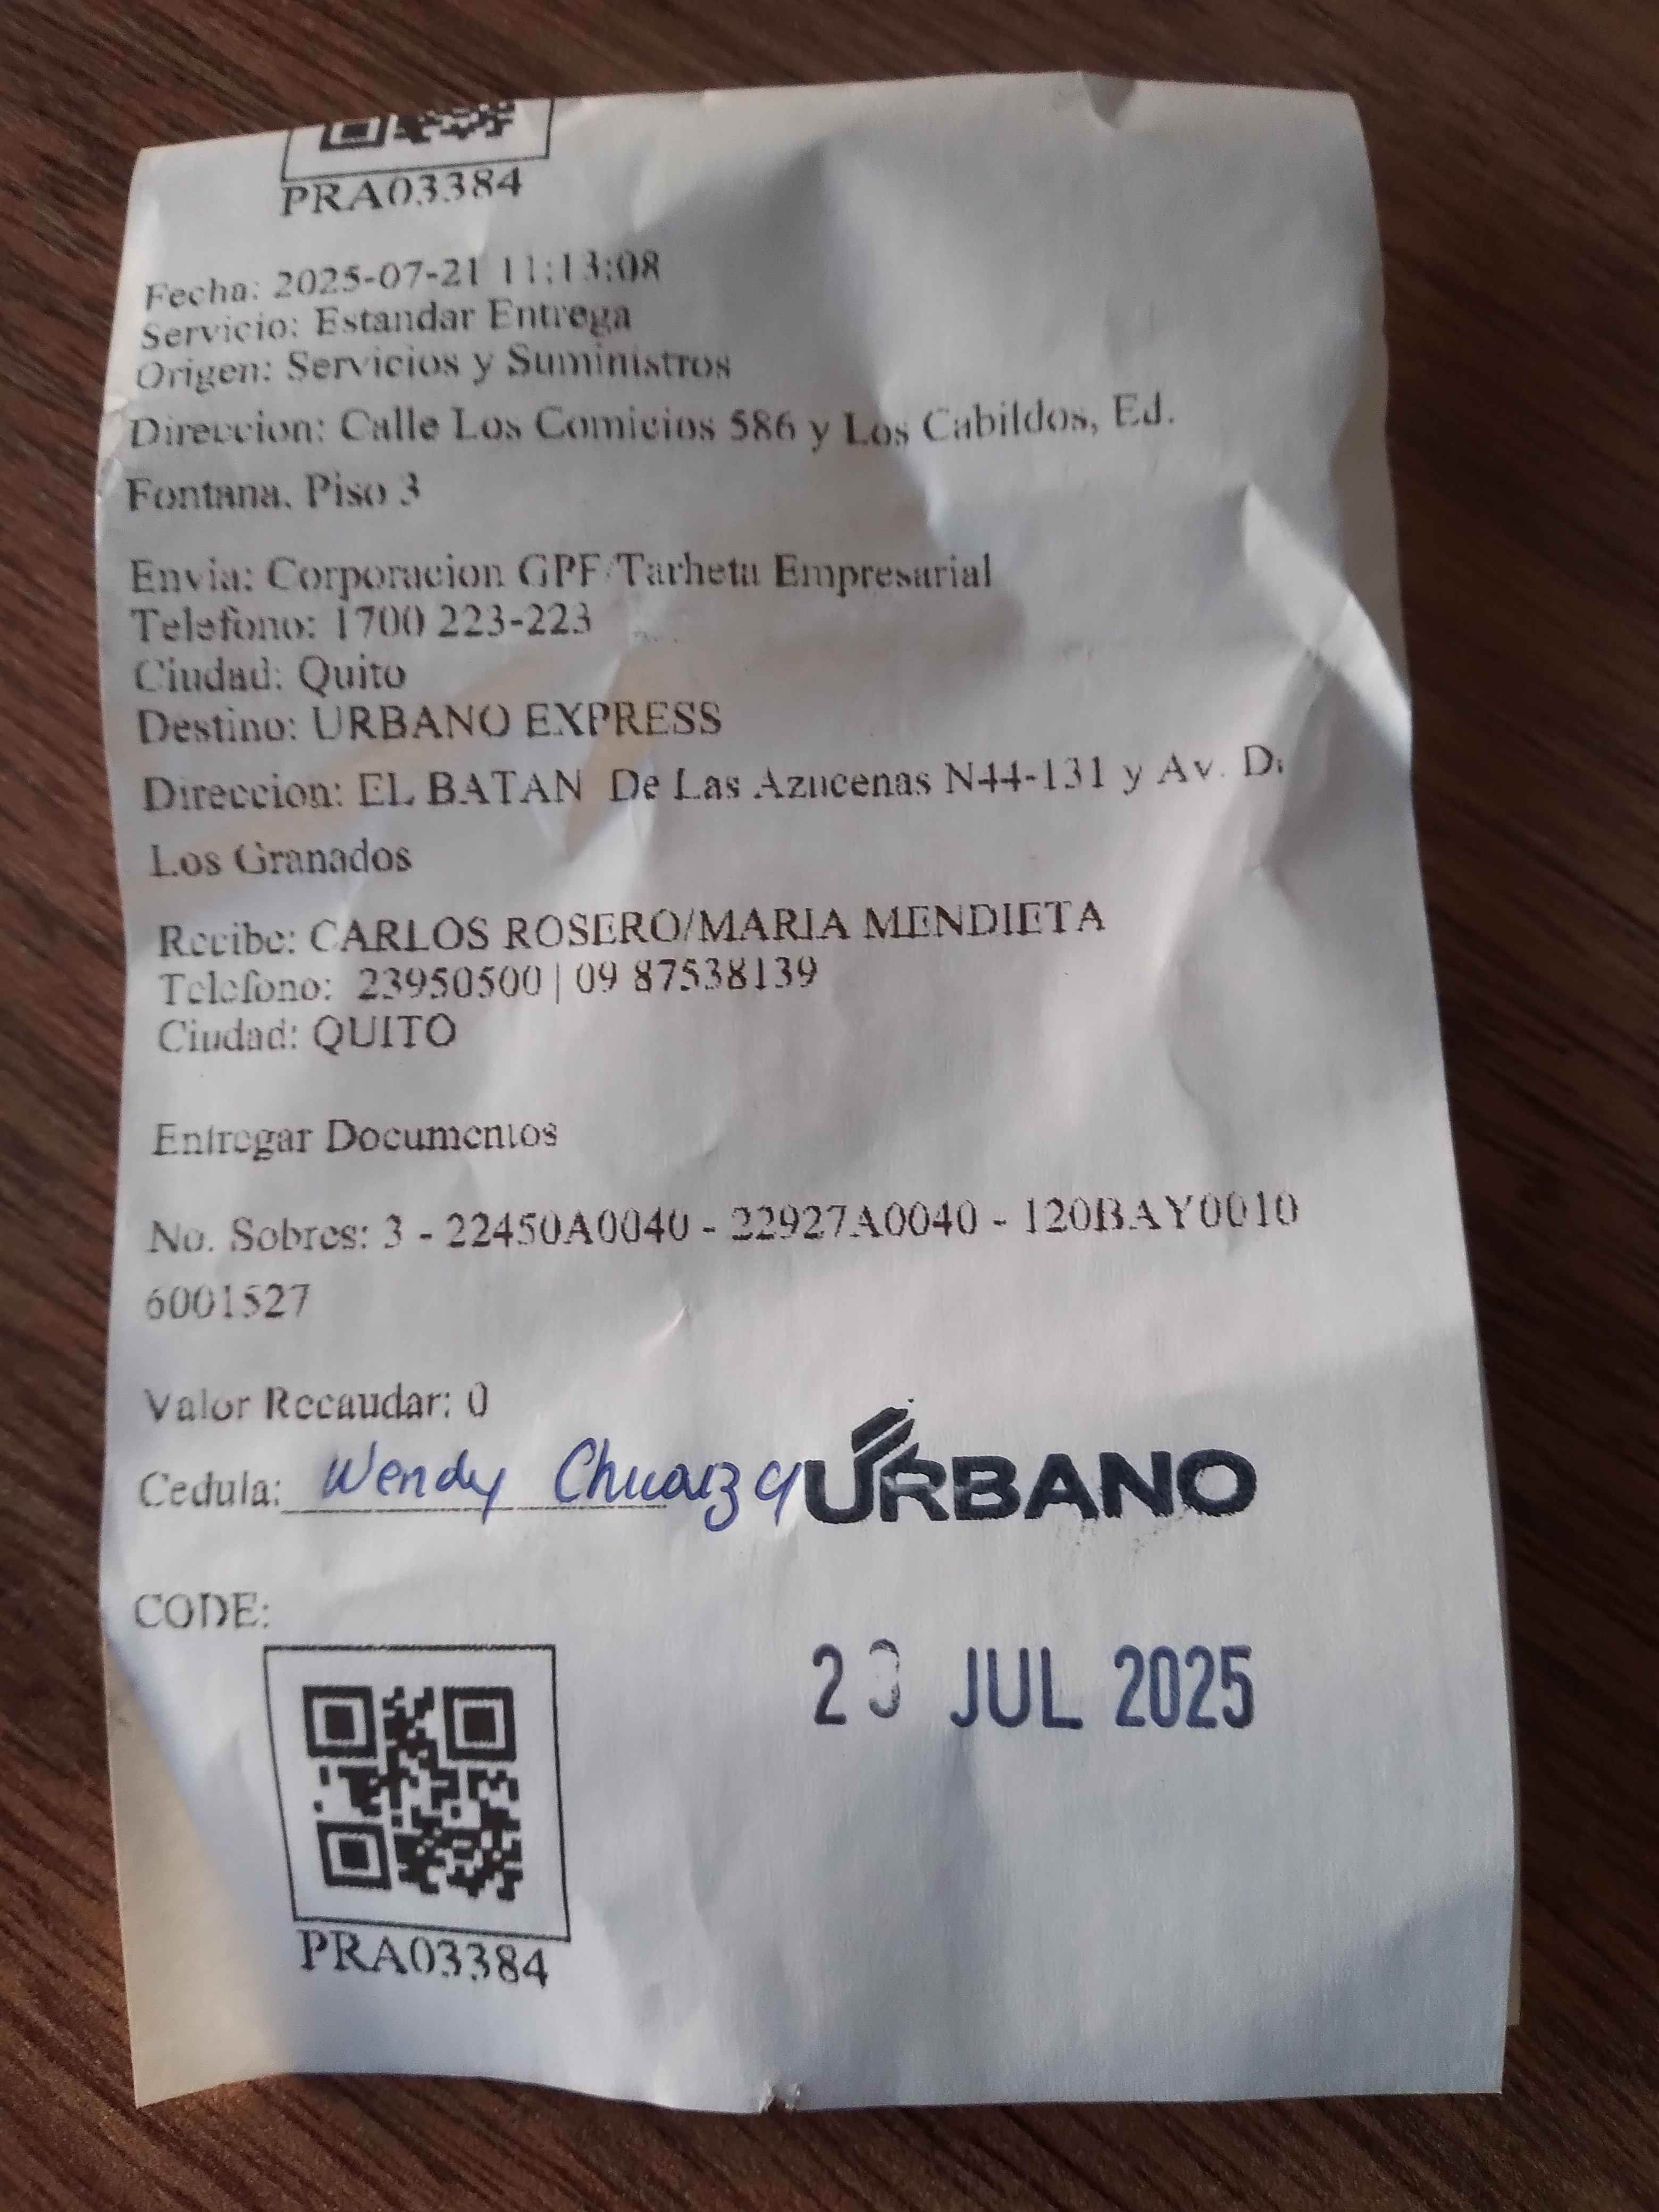 PRA03384
Fecha: 2025-07-21 11:13:08
Servicio: Estandar Entrega
Origen: Servicios y Suministros
Direccion: Calle Los Comicios 586 y Los Cabildos, Ed.
Fontana. Piso 3
Envia: Corporacion GPF/Tarheta Empresarial
Telefono: 1700 223-223
Ciudad: Quito
Destino: URBANO EXPRESS
Direccion: EL BATAN De Las Azucenas N44-131 y Av. D
Los Granados
Recibe: CARLOS ROSERO/MARIA MENDIETA
Telefono: 23950500 | 09 87538139
Ciudad: QUITO
Entregar Documentos
No. Sobres: 3 - 22450A0040 - 22927A0040 - 120BAY0010
6001527
Valor Recaudar: 0
Cedula: Wendy URBANO
CODE:
JUL 2025
PRA03384